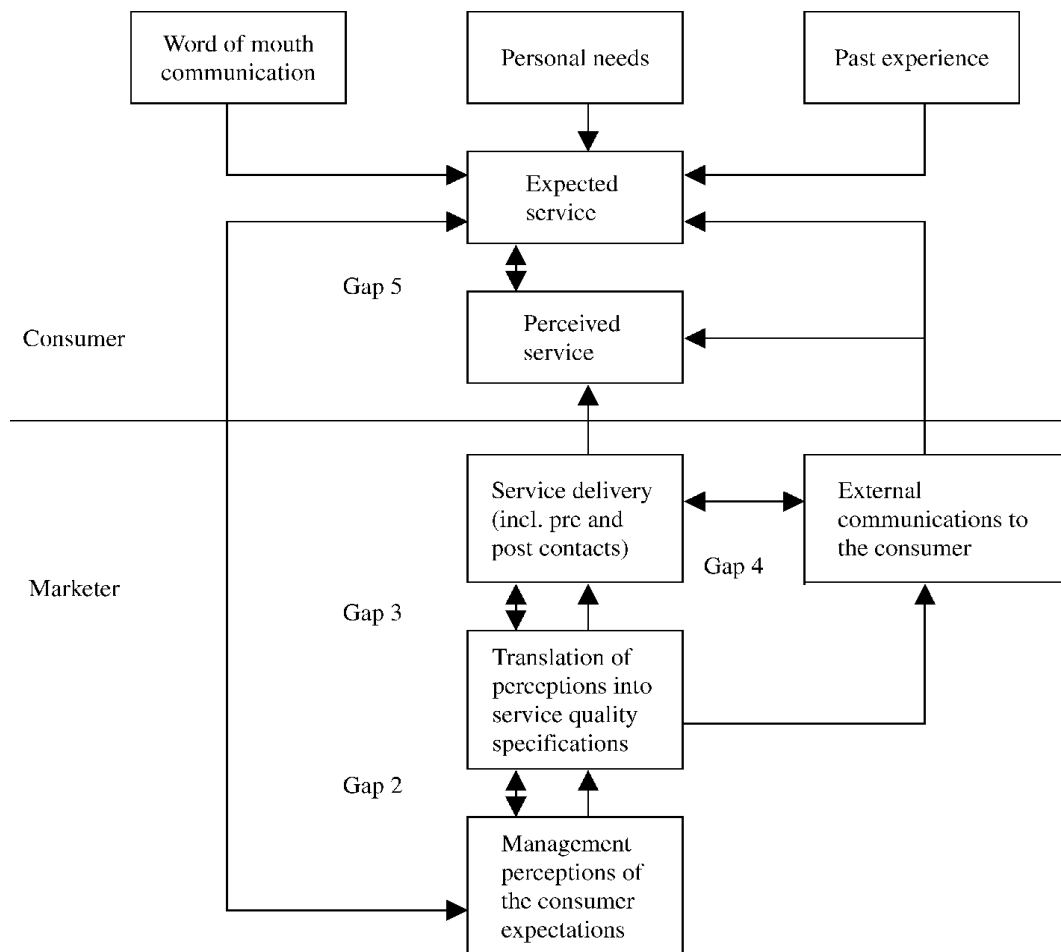 Word of mouth
communication
Personal needs
Past experience
Expected
service
Gap 5
Perceived
service
Consumer
Service delivery
(incl. pre and
post contacts)
External
communications to
the consumer
Gap 4
Marketer
Gap 3
Translation of
perceptions into
service quality
specifications
Gap 2
Management
perceptions of
the consumer
expectations